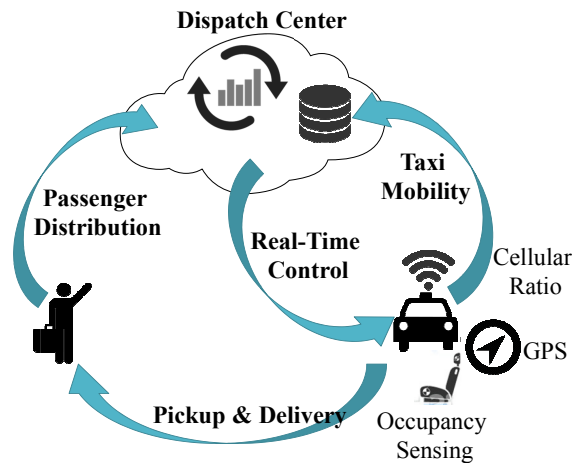 Dispatch Center
Passenger
Distribution
Taxi
Mobility
Real-Time
Control
Cellular
Ratio
GPS
Pickup & Delivery
Occupancy
Sensing